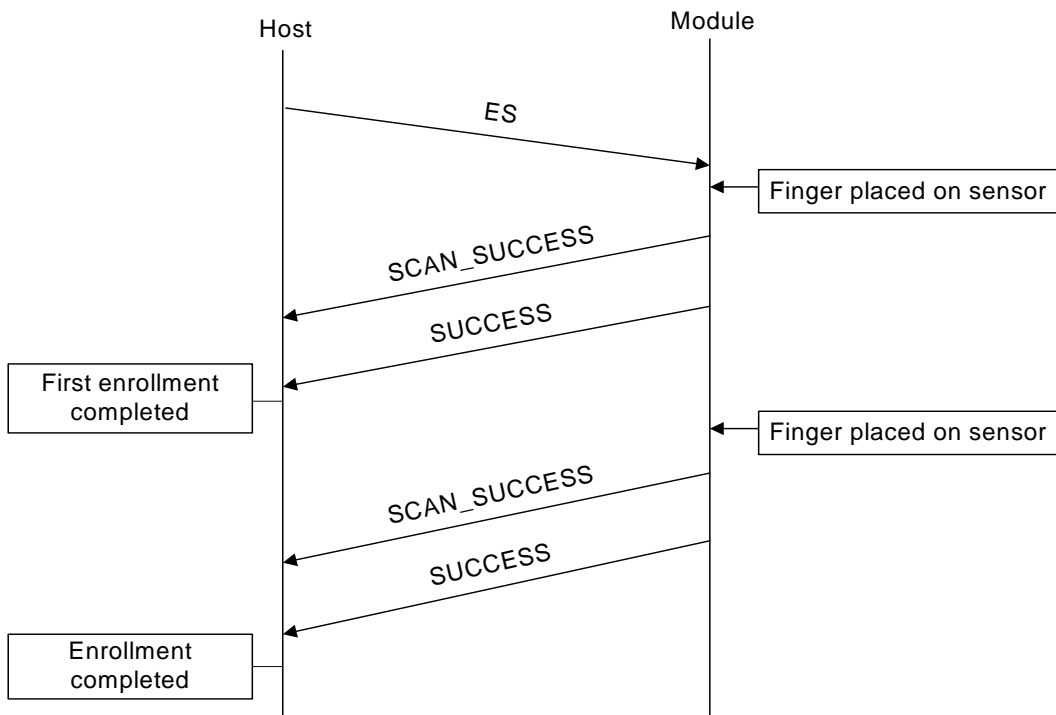 Host
Module
ES
Finger placed on sensor
SCAN_SUCCESS
SUCCESS
First enrollment
completed
Finger placed on sensor
SCAN_SUCCESS
SUCCESS
Enrollment
completed